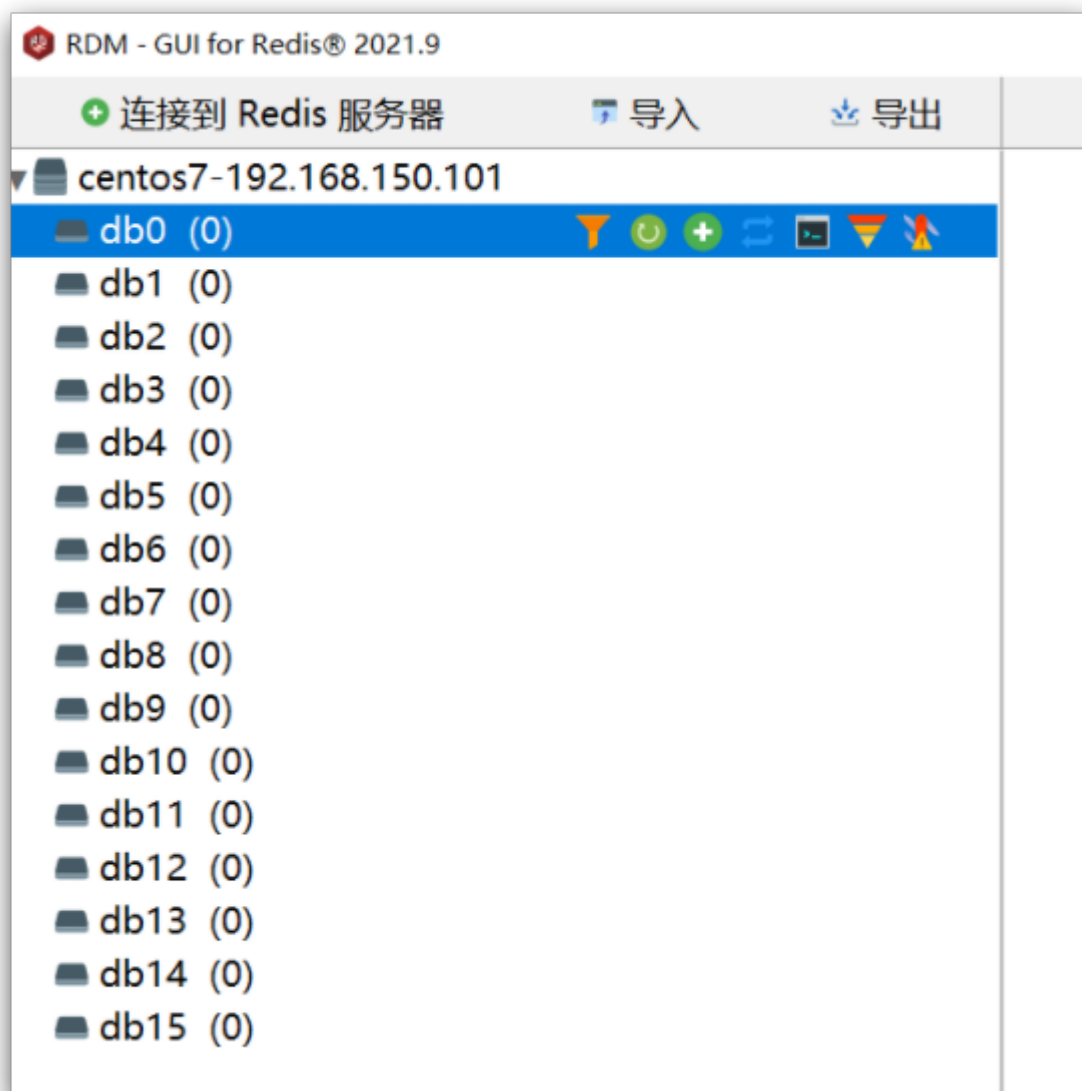 RDM - GUI for Redis® 2021.9
连接到 Redis 服务器 导入 导出
centos7-192.168.150.101
db0 (0)
db1 (0)
db2 (0)
db3 (0)
db4 (0)
db5 (0)
db6 (0)
db7 (0)
db8 (0)
db9 (0)
db10 (0)
db11 (0)
db12 (0)
db13 (0)
db14 (0)
db15 (0)